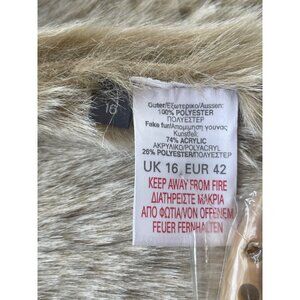 16
Outer/Εξωτερικό/Aussen:
100% POLYESTER
ΠΟΛΥΕΣΤΕΡ
Fake fur/Απομίμηση γούνας
Kunstfell:
74% ACRYLIC
ΑΚΡΥΛΙΚΟ/POLYACRYL
26% POLYESTER/ΠΟΛΥΕΣΤΕΡ
UK 16 EUR 42
KEEP AWAY FROM FIRE
ΔΙΑΤΗΡΕΙΣΤΕ ΜΑΚΡΙΑ
ΑΠΟ ΦΩΤΙΑ/VON OFFENEM
FEUER FERNHALTEN